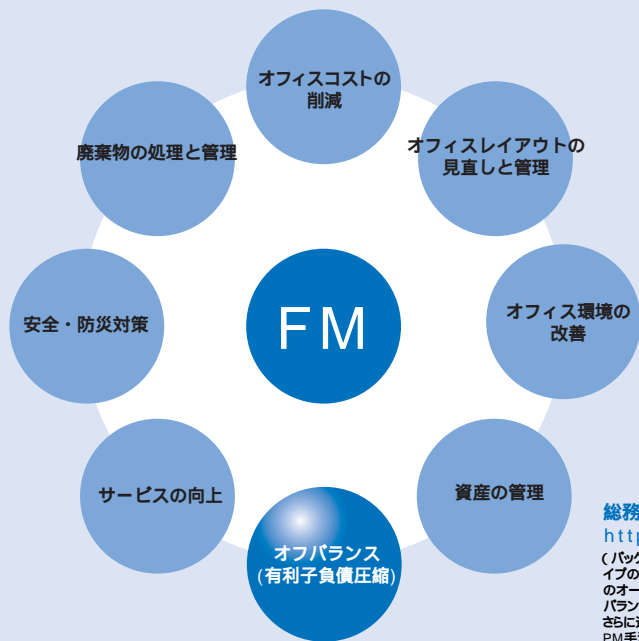 オフィスコストの
削減
オフィスレイアウトの
見直しと管理
オフィス環境の
改善
資産の管理
オフバランス
(有利子負債圧縮)
サービスの向上
安全・防災対策
廃棄物の処理と管理
FM
総務
http
(バック
イプの
のオー
バラン
さらに
PM手